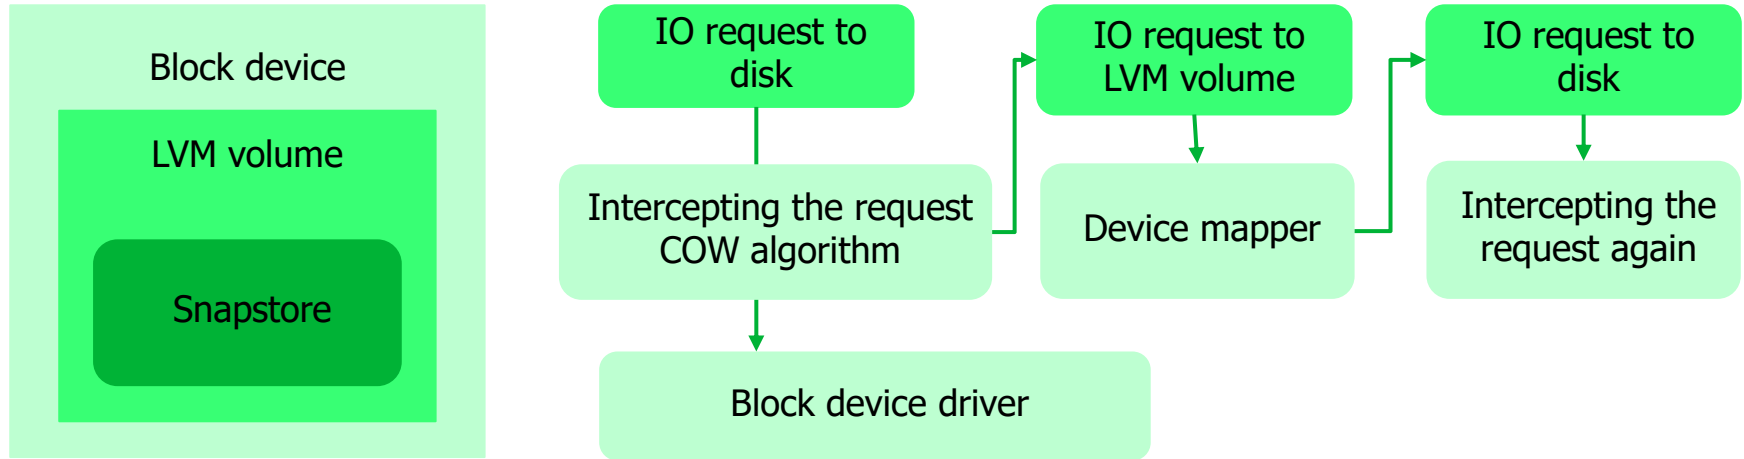 Block device
LVM volume
Snapstore
IO request to
disk
Intercepting the request
COW algorithm
Block device driver
IO request to
LVM volume
Device mapper
IO request to
disk
Intercepting the
request again